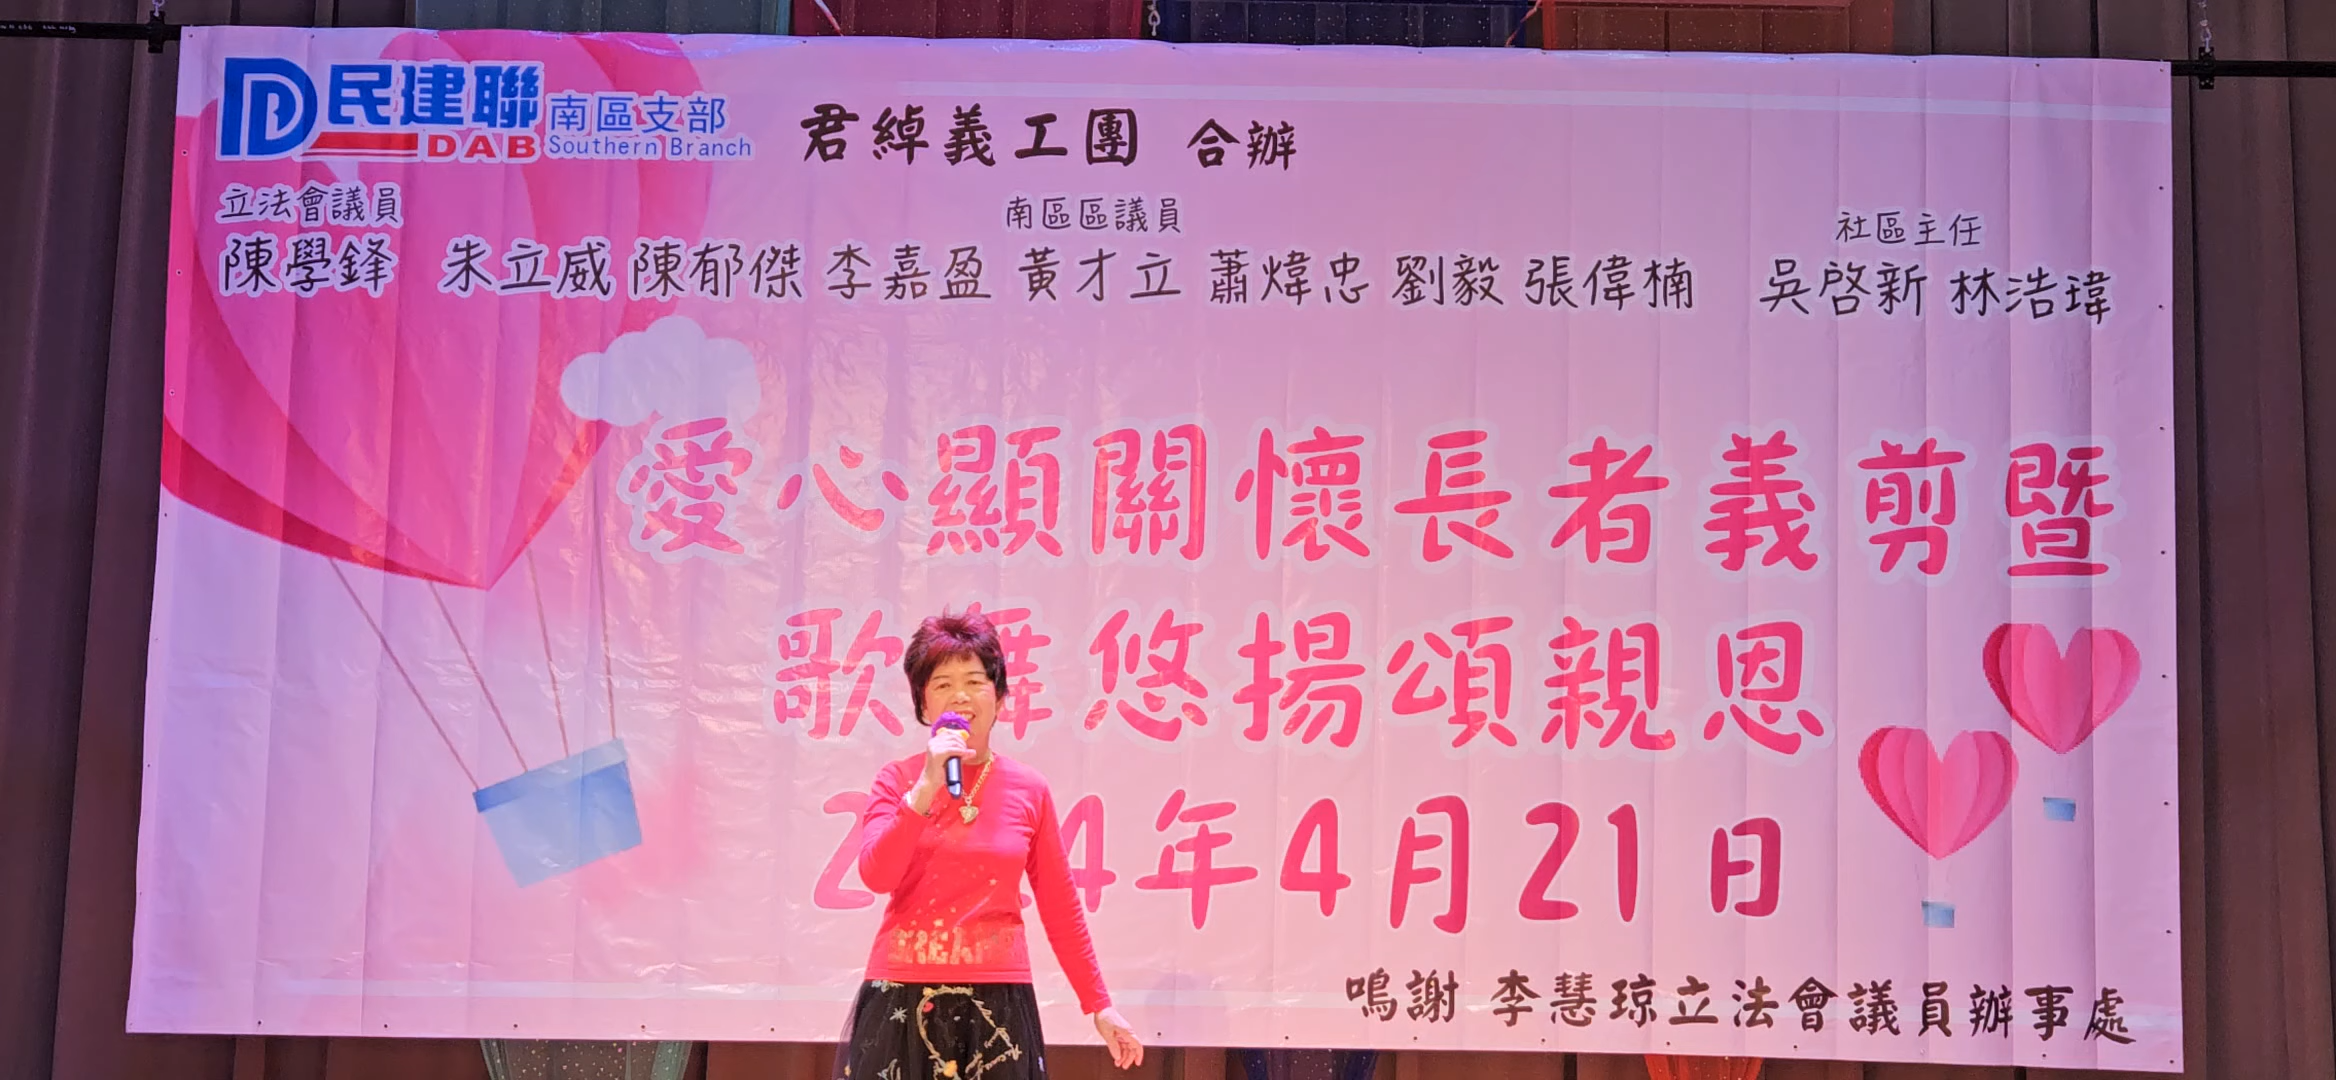 民建聯 DAB 南區支部 Southern Branch 君綽義工團 合辦
立法會議員 南區區議員 社區主任
陳學鋒 朱立威 陳郁傑 李嘉盈 黃才立 蕭煒忠 劉毅 張偉楠 吳啓新 林浩瑋
愛心顯關懷長者義剪暨
歌舞悠揚頌親恩
2024年4月21日
鳴謝 李慧琼立法會議員辦事處